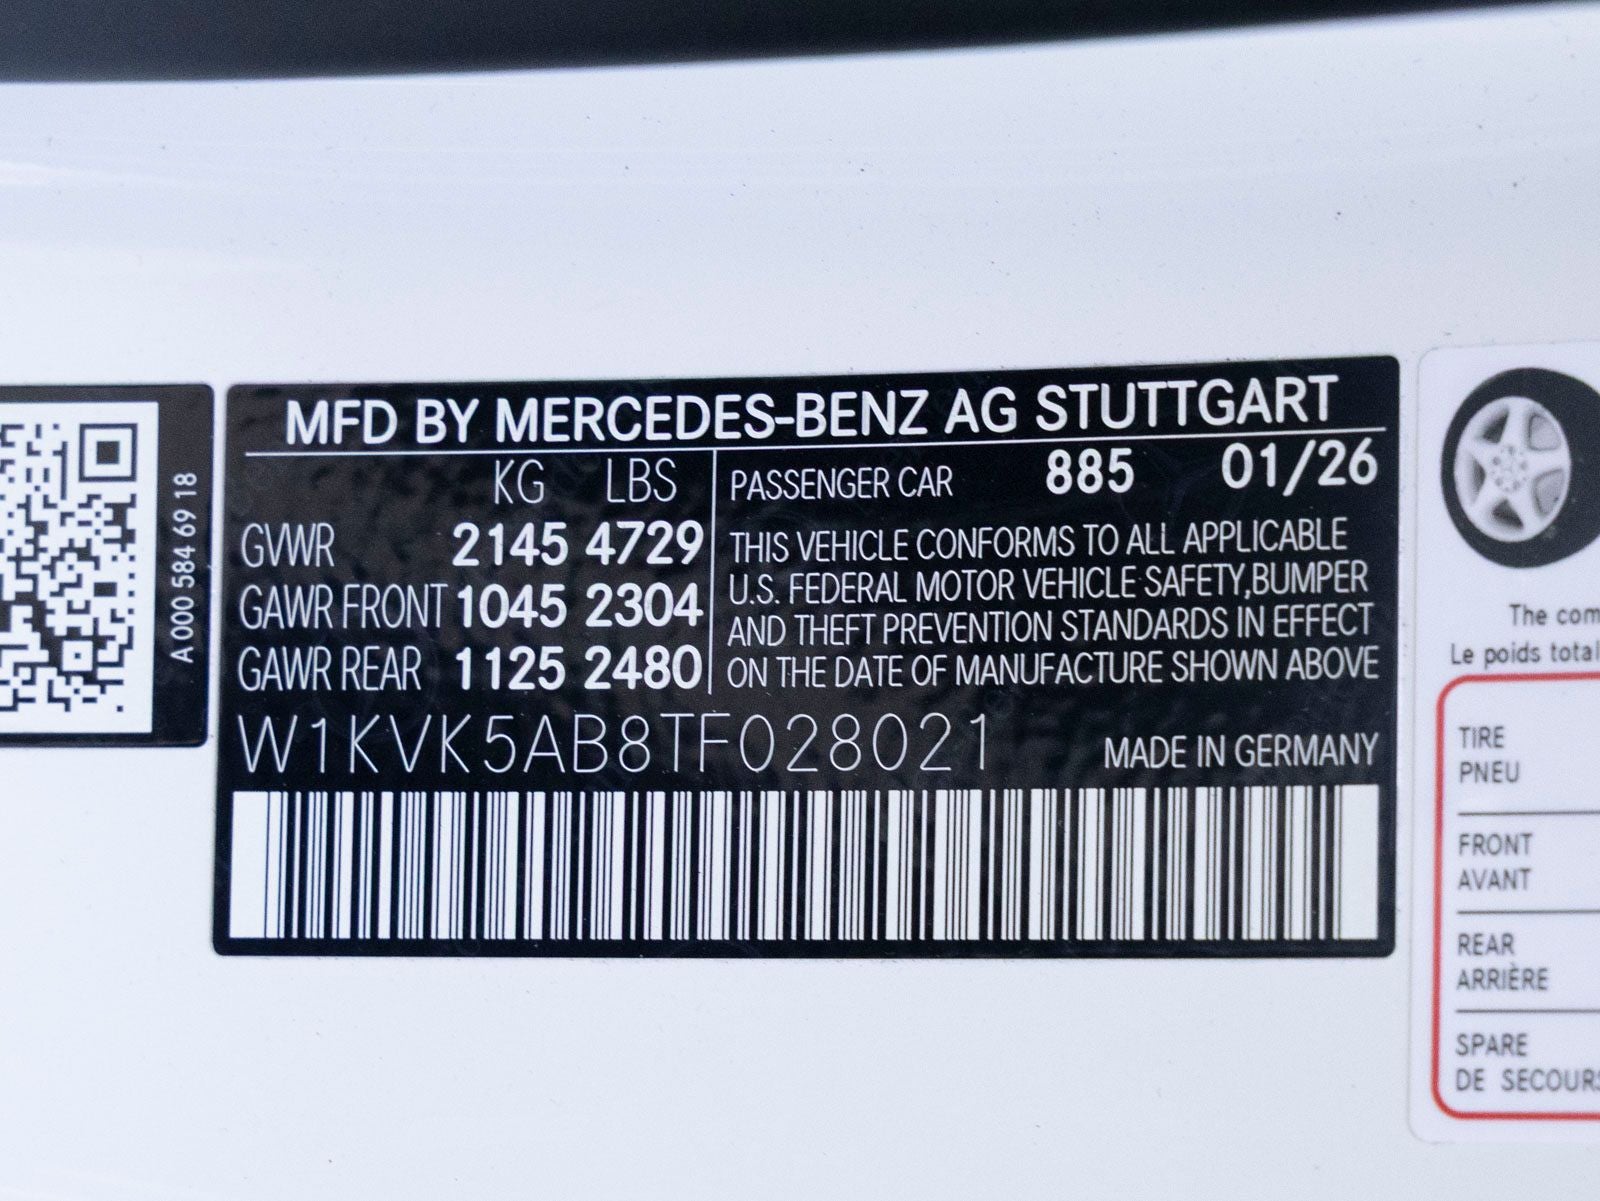 MFD BY MERCEDES-BENZ AG STUTTGART
KG LBS
GVWR 2145 4729
GAWR FRONT 1045 2304
GAWR REAR 1125 2480
PASSENGER CAR 885 01/26
THIS VEHICLE CONFORMS TO ALL APPLICABLE
U.S. FEDERAL MOTOR VEHICLE SAFETY,BUMPER
AND THEFT PREVENTION STANDARDS IN EFFECT
ON THE DATE OF MANUFACTURE SHOWN ABOVE
W1KVK5AB8TF028021
MADE IN GERMANY
A 000 584 69 18
The com
Le poids total
TIRE
PNEU
FRONT
AVANT
REAR
ARRIÈRE
SPARE
DE SECOURS